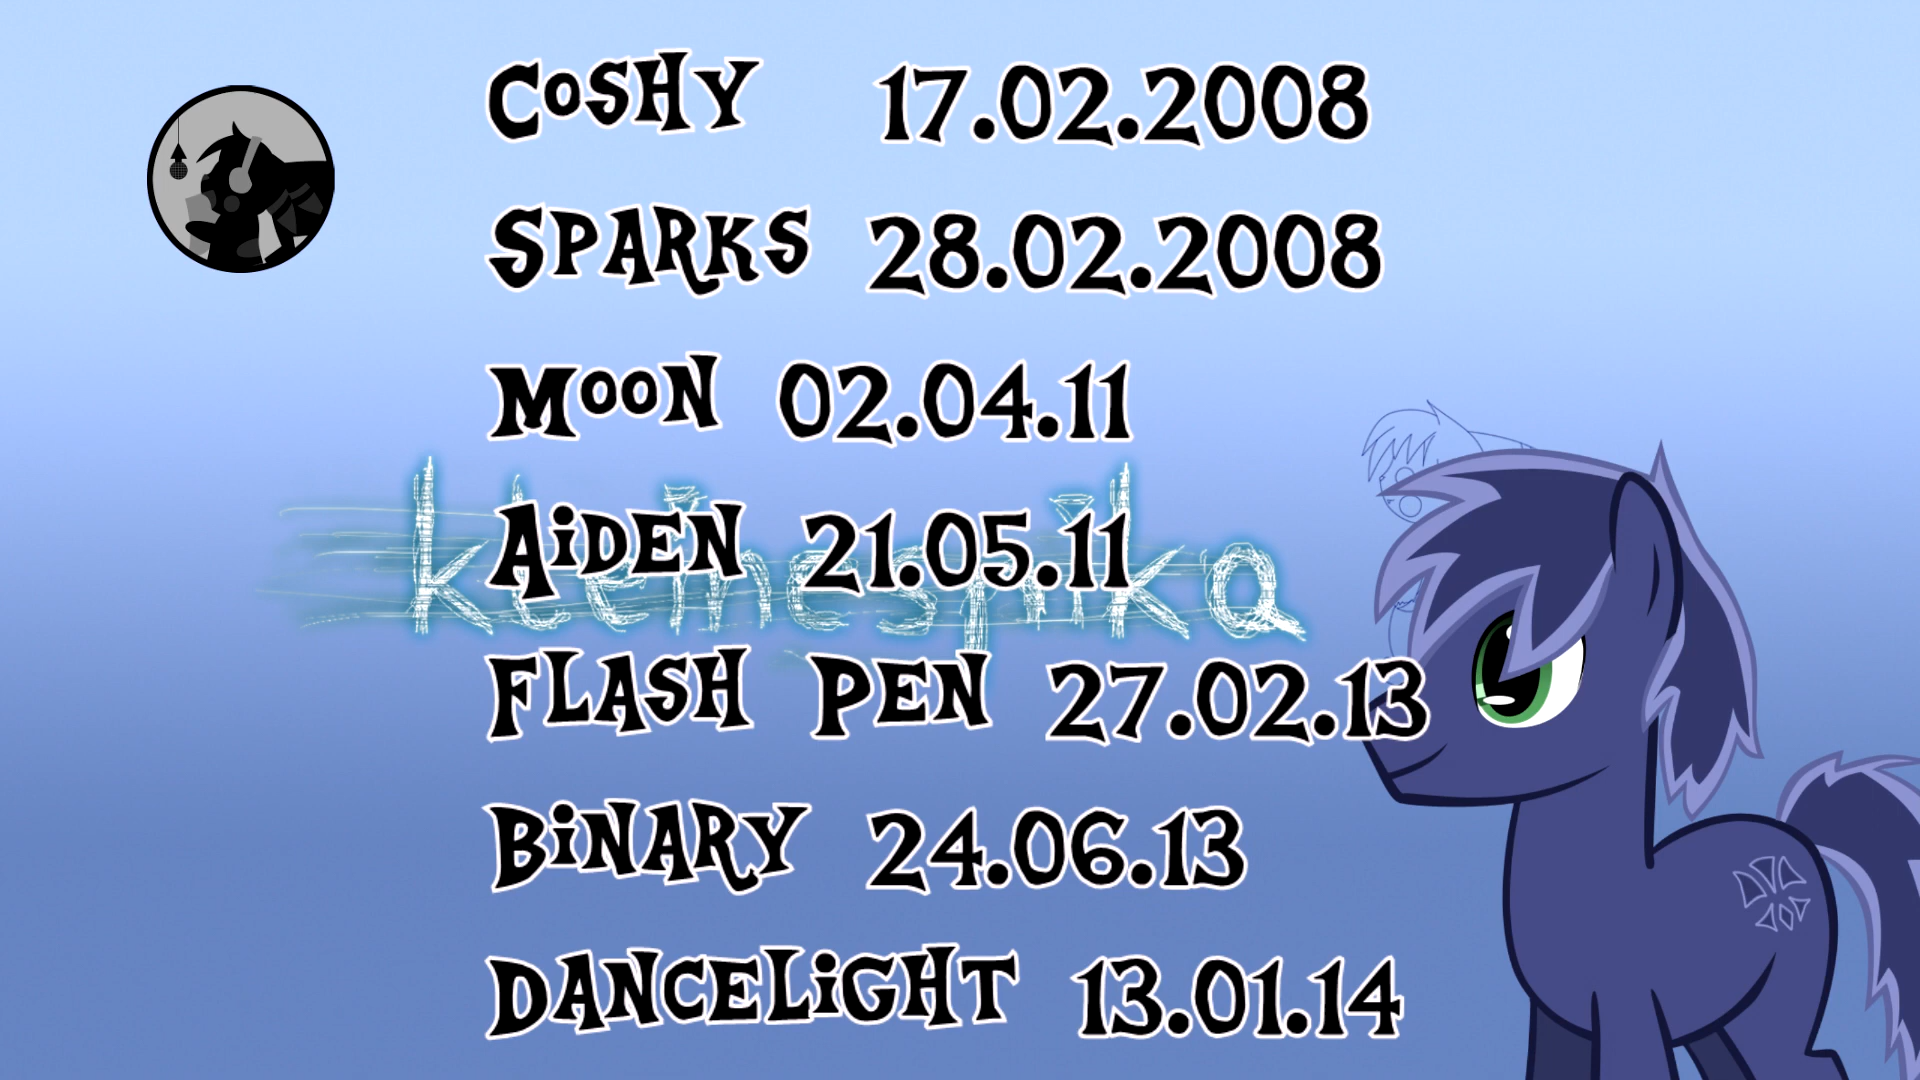 Coshy 17.02.2008
Sparks 28.02.2008
Moon 02.04.11
Aiden 21.05.11
kleinespika
Flash Pen 27.02.13
Binary 24.06.13
Dancelight 13.01.14